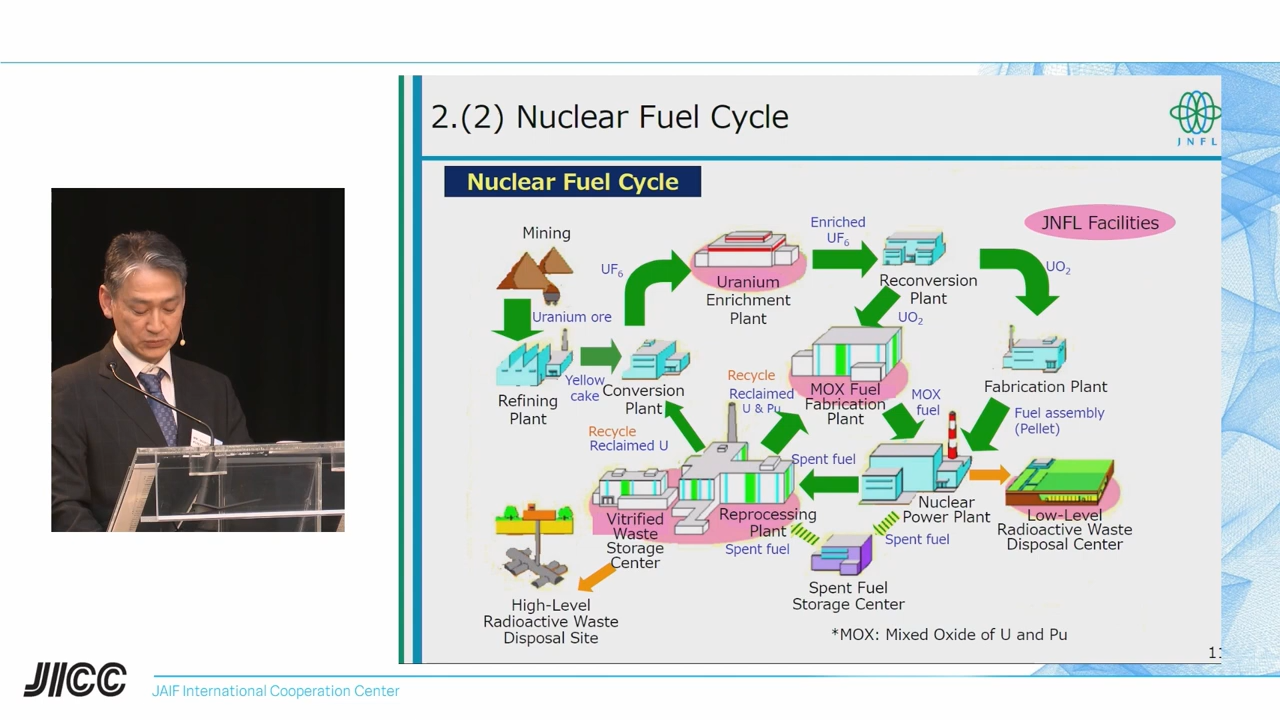 2.(2) Nuclear Fuel Cycle
JNFL
Nuclear Fuel Cycle
JNFL Facilities
Mining
Uranium ore
Refining
Plant
Yellow
cake
Conversion
Plant
UF6
Uranium
Enrichment
Plant
Enriched
UF6
Reconversion
Plant
UO2
UO2
Fabrication Plant
MOX Fuel
Fabrication
Plant
MOX
fuel
Fuel assembly
(Pellet)
Recycle
Reclaimed
U & Pu
Recycle
Reclaimed U
Spent fuel
Nuclear
Power Plant
Low-Level
Radioactive Waste
Disposal Center
Reprocessing
Plant
Vitrified
Waste
Storage
Center
Spent fuel
Spent fuel
Spent Fuel
Storage Center
High-Level
Radioactive Waste
Disposal Site
*MOX: Mixed Oxide of U and Pu
JICC
JAIF International Cooperation Center